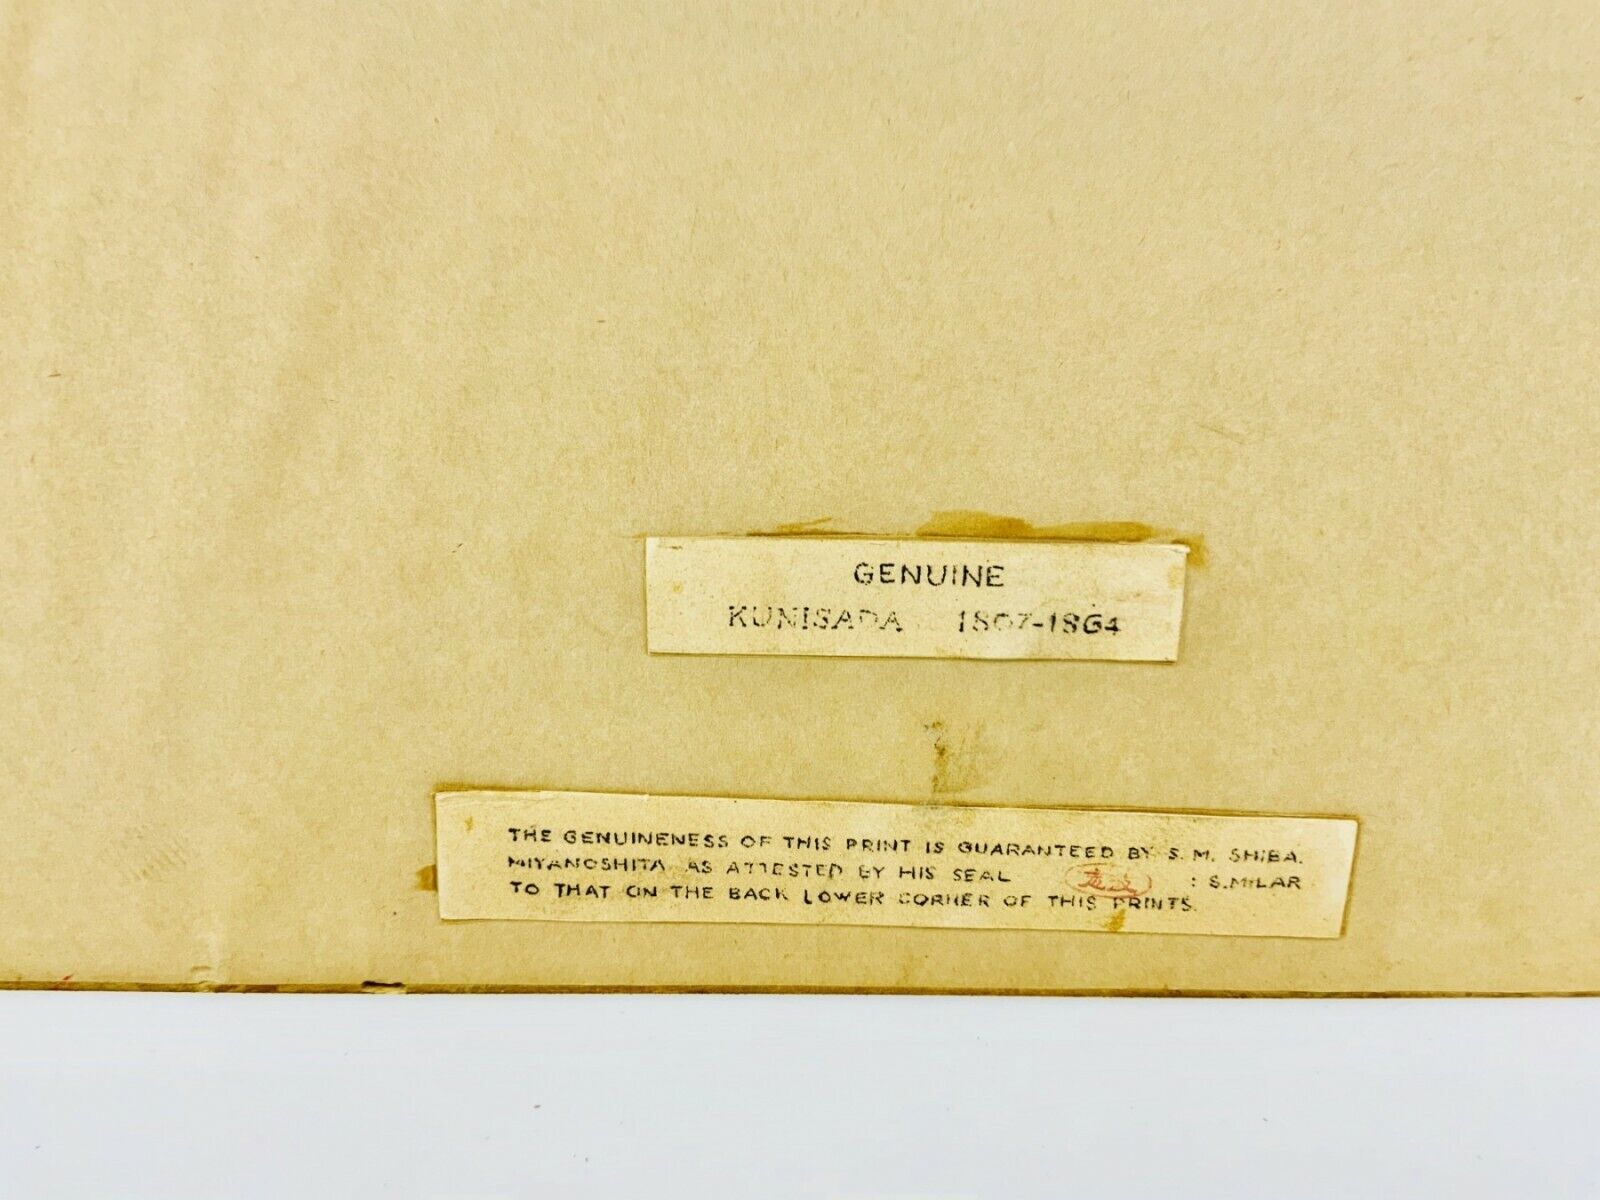 GENUINE
KUNISADA 1807-1864
THE GENUINENESS OF THIS PRINT IS GUARANTEED BY S. M. SHIBA.
MIYANOSHITA AS ATTESTED BY HIS SEAL : S.MILAR
TO THAT ON THE BACK LOWER CORNER OF THIS PRINTS.